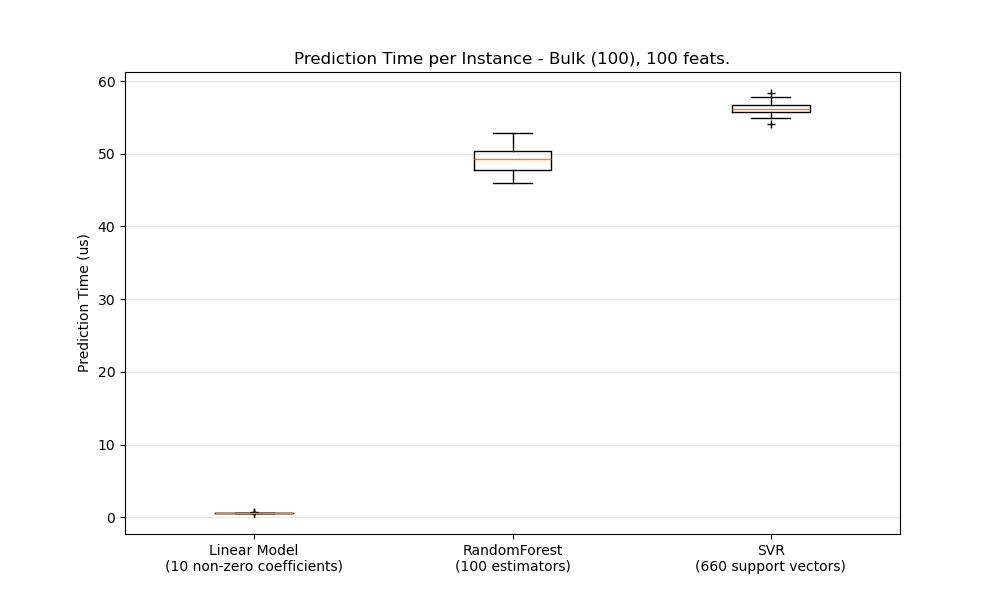 Prediction Time per Instance - Bulk (100), 100 feats.
60
50
40
30
20
10
0
Prediction Time (us)
Linear Model
(10 non-zero coefficients)
RandomForest
(100 estimators)
SVR
(660 support vectors)